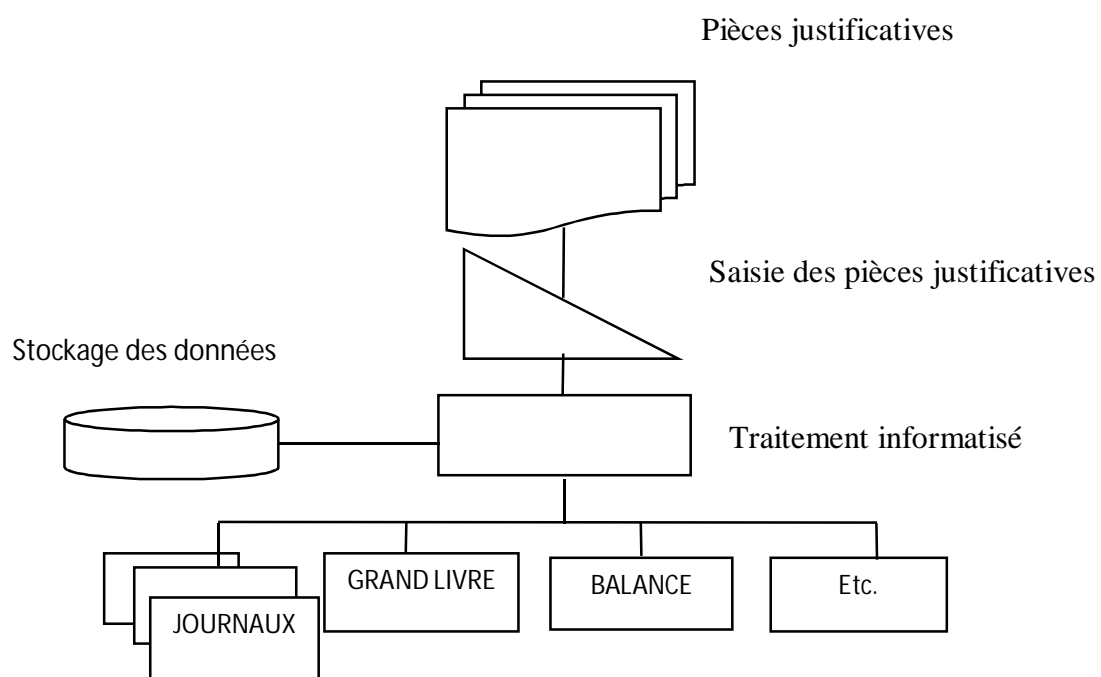 Pièces justificatives
Saisie des pièces justificatives
Stockage des données
Traitement informatisé
GRAND LIVRE
BALANCE
Etc.
JOURNAUX